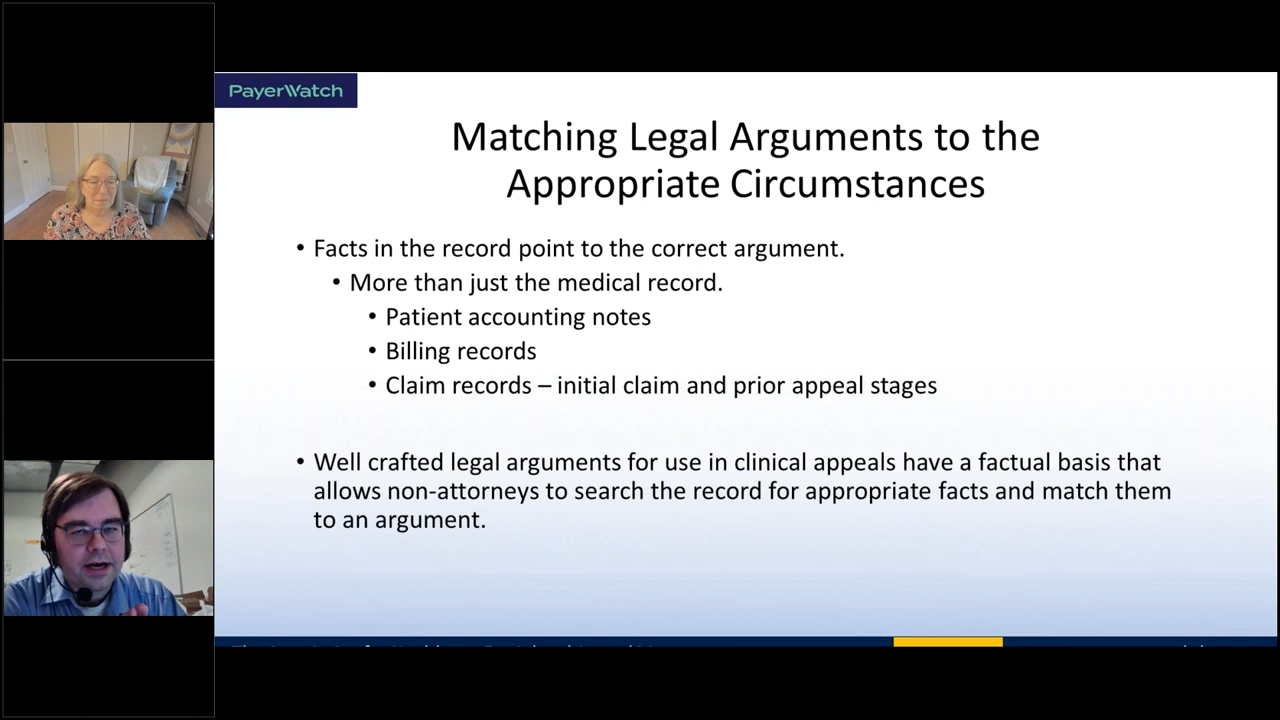 PayerWatch
Matching Legal Arguments to the
Appropriate Circumstances
• Facts in the record point to the correct argument.
• More than just the medical record.
• Patient accounting notes
• Billing records
• Claim records – initial claim and prior appeal stages
• Well crafted legal arguments for use in clinical appeals have a factual basis that
allows non-attorneys to search the record for appropriate facts and match them
to an argument.